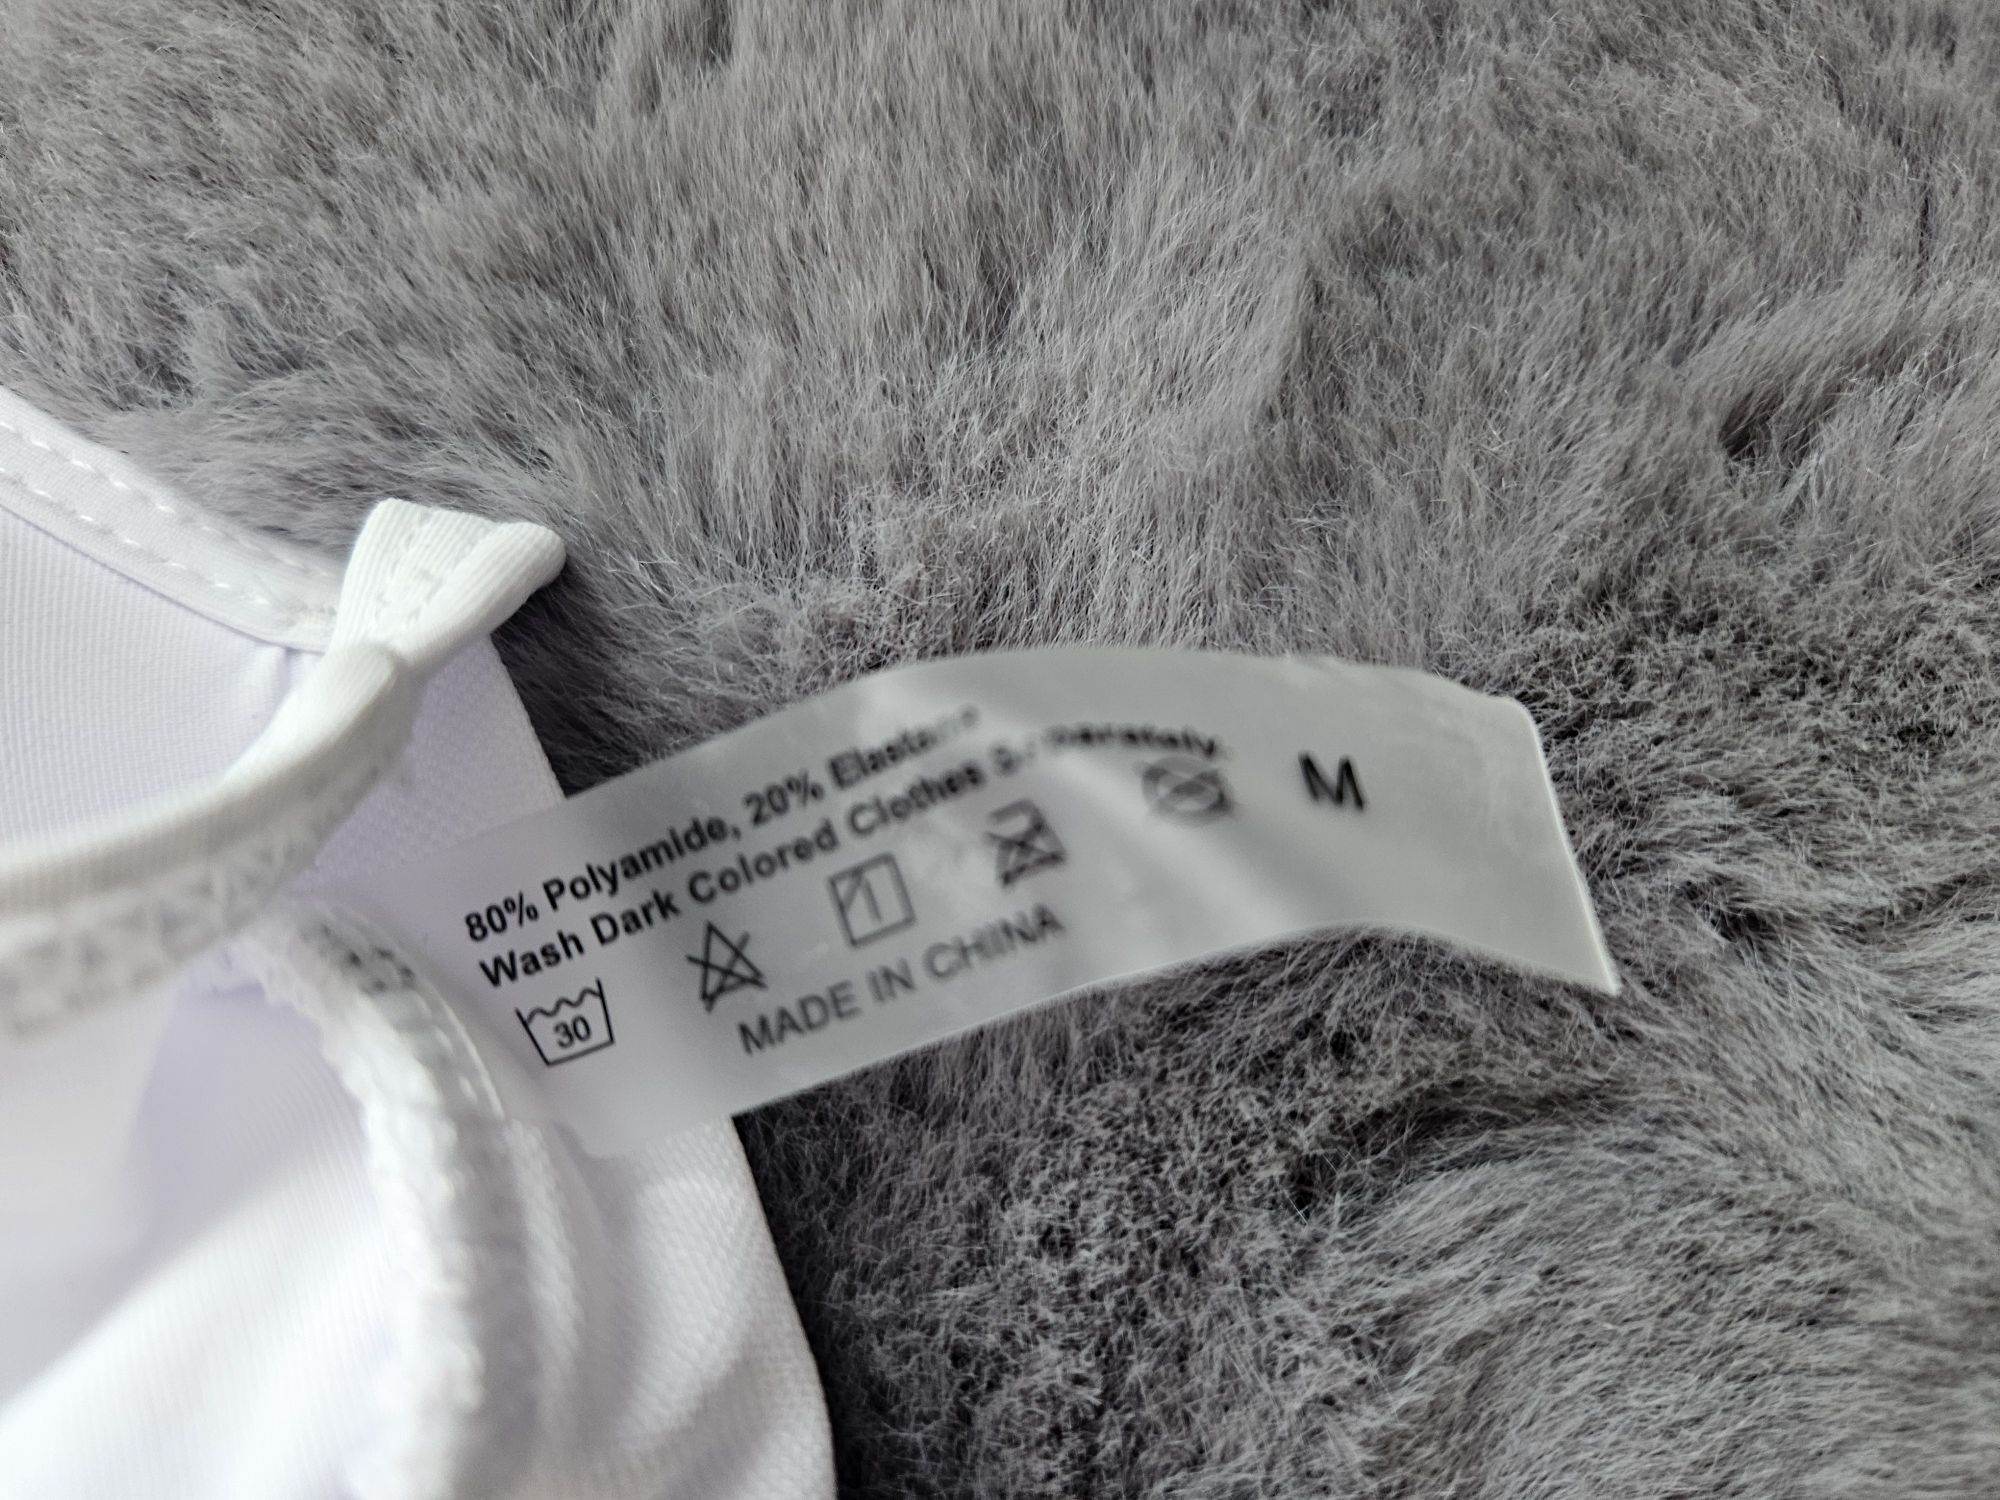 80% Polyamide, 20% Elastane
Wash Dark Colored Clothes Separately.
30
MADE IN CHINA
M